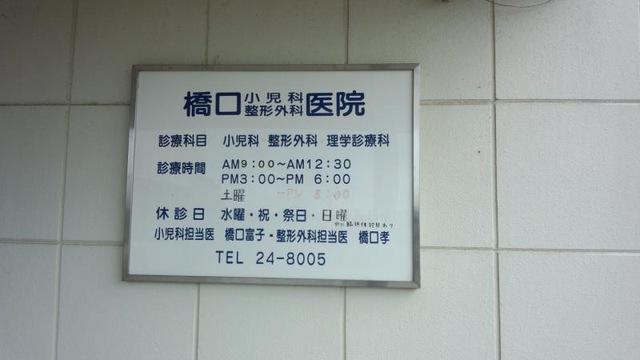 橋口小児科整形外科医院
診療科目 小児科 整形外科 理学診療科
診療時間 AM9:00~AM12:30
PM3:00~PM 6:00
土曜 ~PM 5:00
休診日 水曜・祝・祭日・日曜
小児科担当医 橋口富子・整形外科担当医 橋口孝
TEL 24-8005